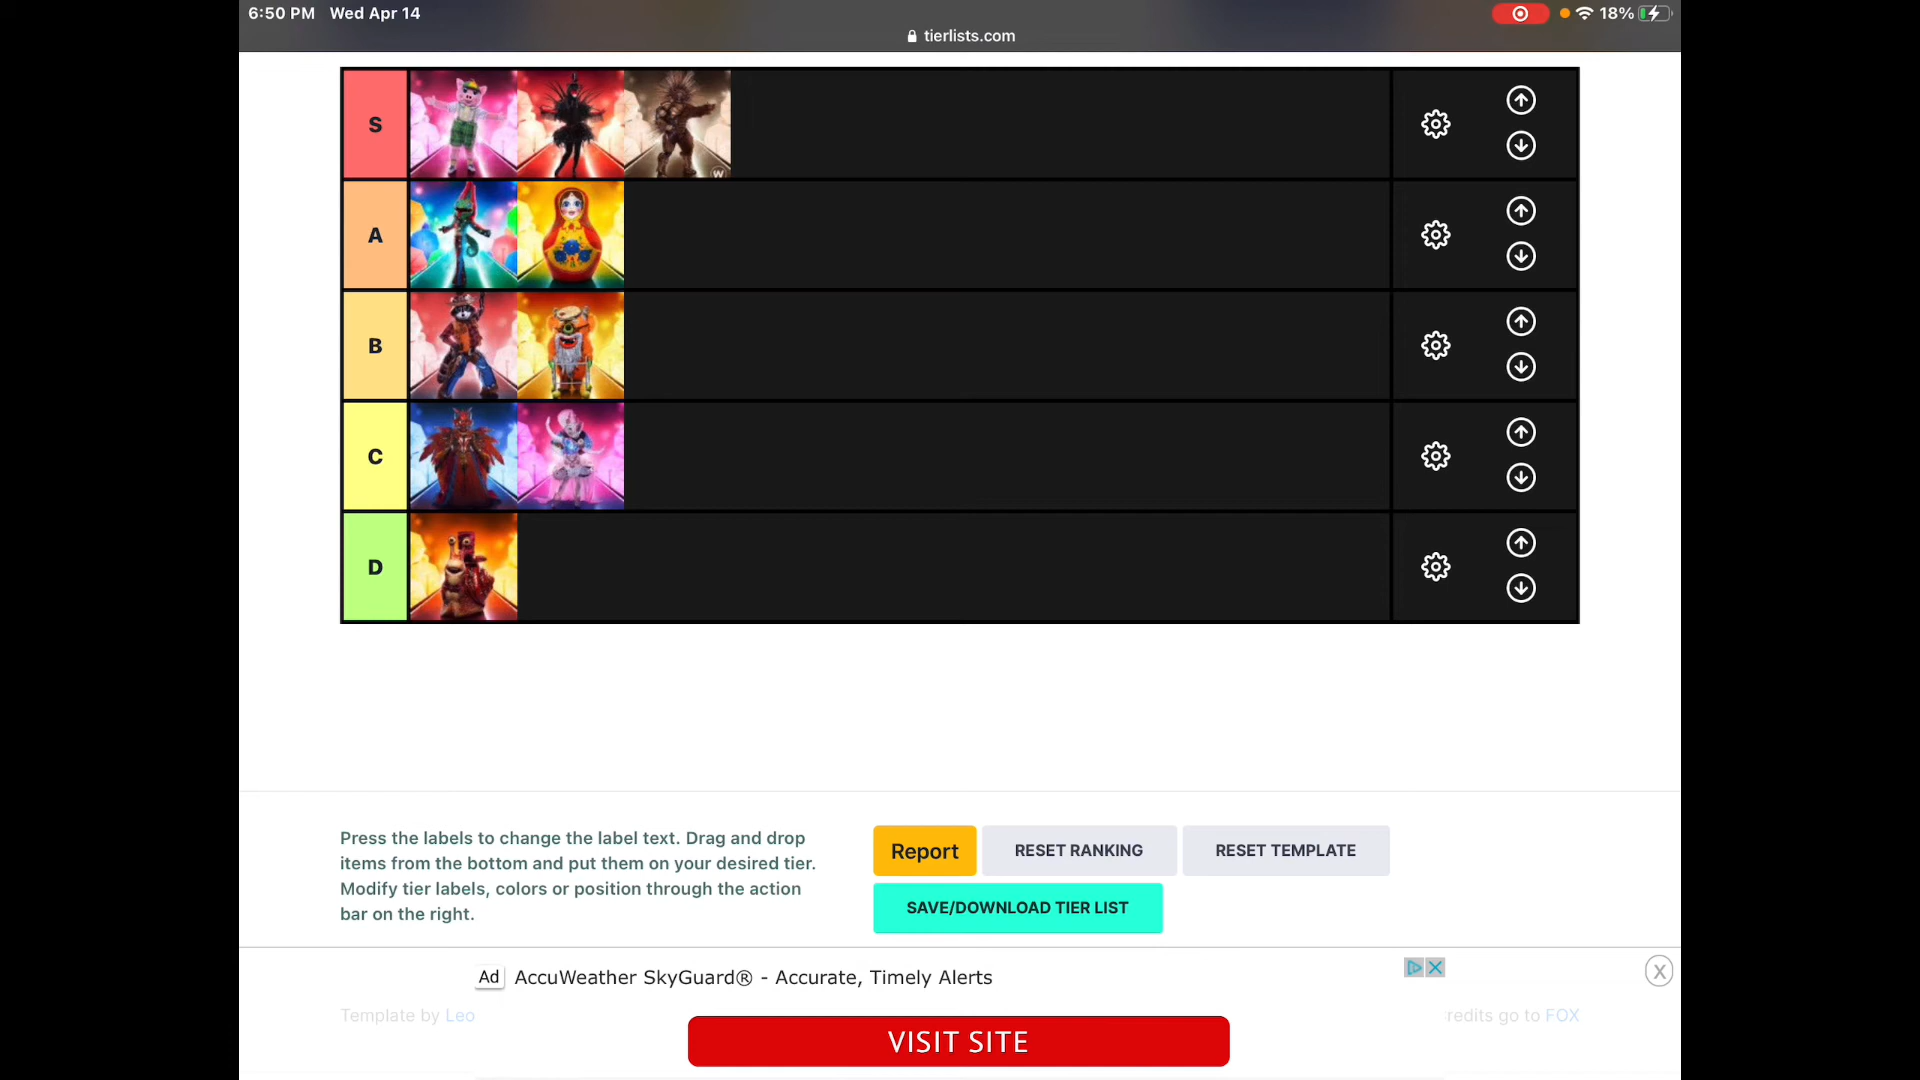 6:50 PM Wed Apr 14
18%
tierlists.com
S
W
A
B
C
D
Press the labels to change the label text. Drag and drop
items from the bottom and put them on your desired tier.
Modify tier labels, colors or position through the action
bar on the right.
Report
RESET RANKING
RESET TEMPLATE
SAVE/DOWNLOAD TIER LIST
Ad AccuWeather SkyGuard® - Accurate, Timely Alerts
X
Template by Leo
redits go to FOX
VISIT SITE